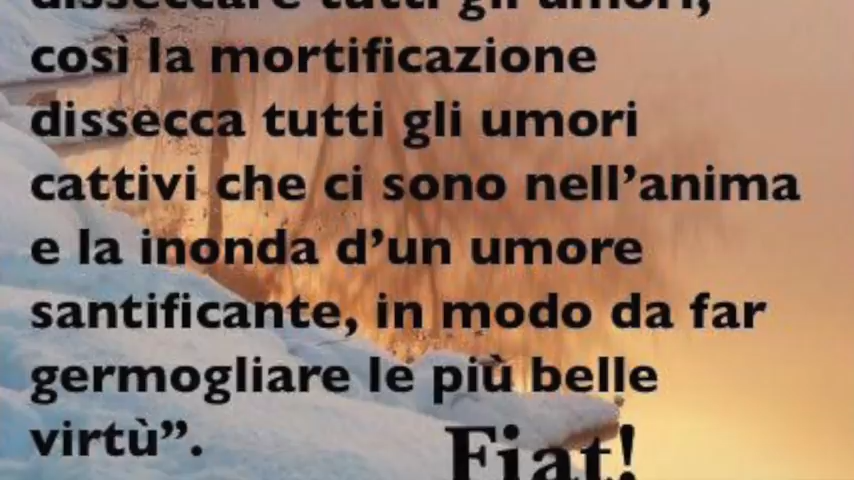 disseccare tutti gli umori,
così la mortificazione
dissecca tutti gli umori
cattivi che ci sono nell’anima
e la inonda d’un umore
santificante, in modo da far
germogliare le più belle
virtù”.
Fiat!